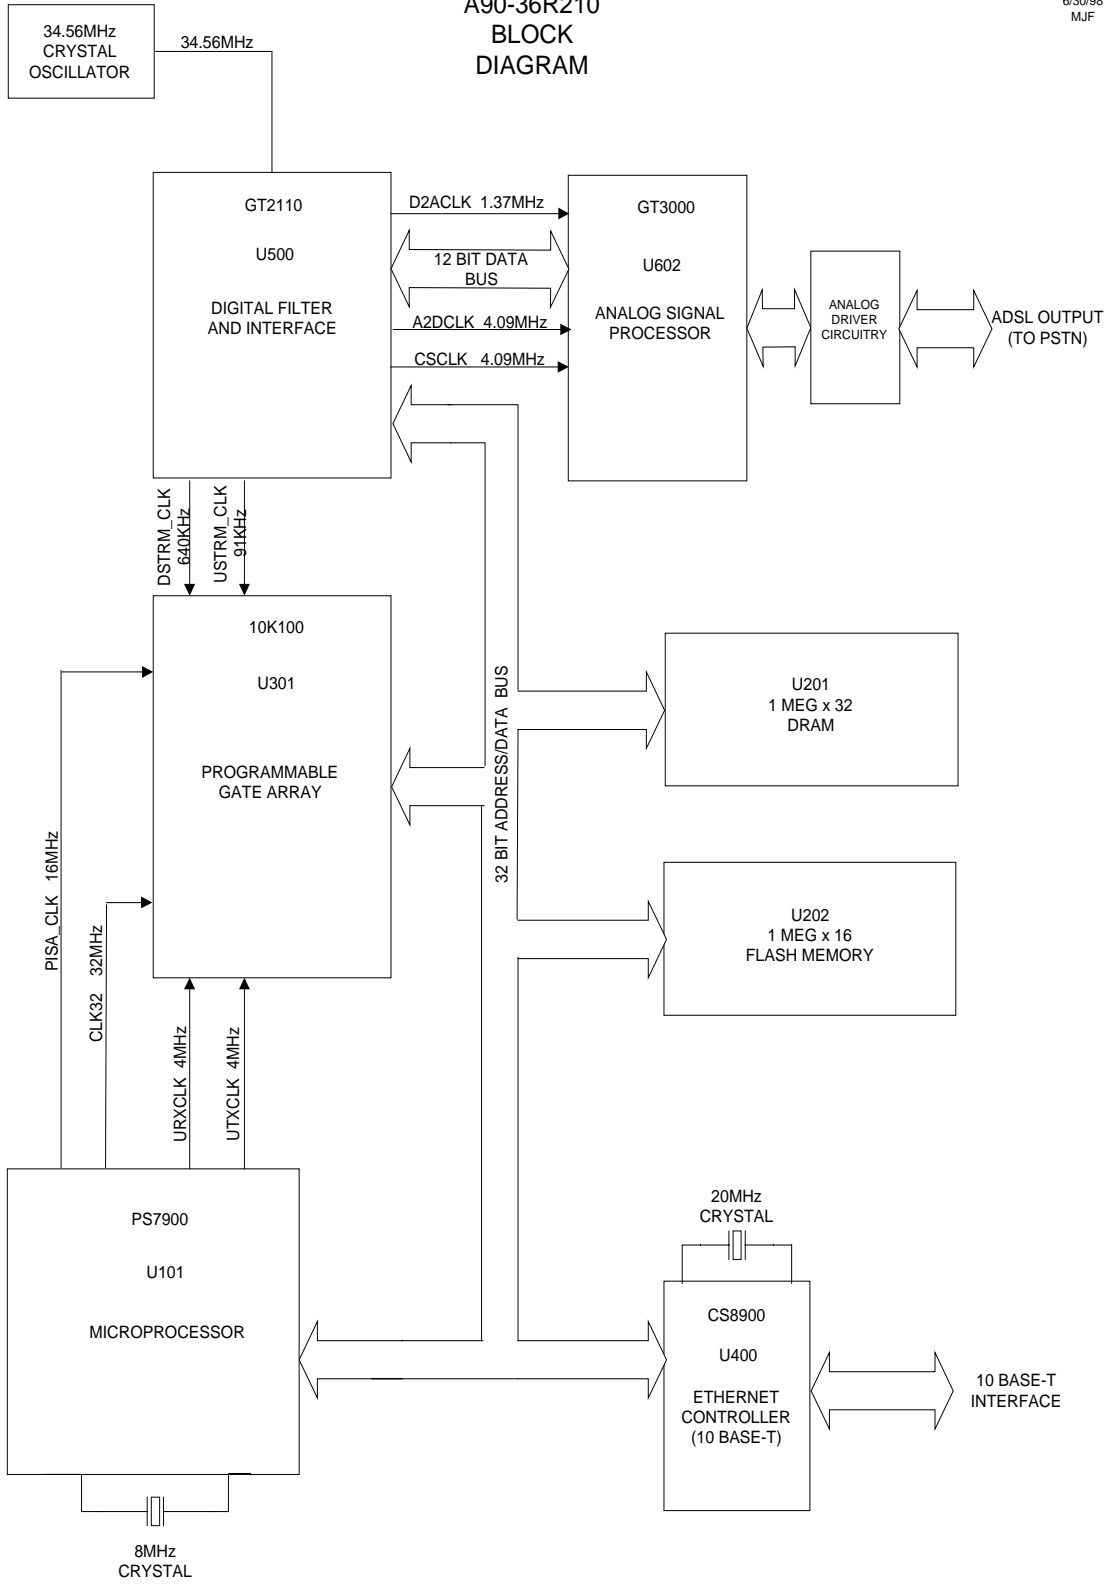 A90-36R210
BLOCK
DIAGRAM
6/30/98
MJF
34.56MHz
CRYSTAL
OSCILLATOR
34.56MHz
GT2110
U500
DIGITAL FILTER
AND INTERFACE
D2ACLK 1.37MHz
12 BIT DATA
BUS
A2DCLK 4.09MHz
CSCLK 4.09MHz
GT3000
U602
ANALOG SIGNAL
PROCESSOR
ANALOG
DRIVER
CIRCUITRY
ADSL OUTPUT
(TO PSTN)
DSTRM_CLK
640KHz
USTRM_CLK
91KHz
10K100
U301
PROGRAMMABLE
GATE ARRAY
32 BIT ADDRESS/DATA BUS
U201
1 MEG x 32
DRAM
U202
1 MEG x 16
FLASH MEMORY
PISA_CLK 16MHz
CLK32 32MHz
URXCLK 4MHz
UTXCLK 4MHz
PS7900
U101
MICROPROCESSOR
8MHz
CRYSTAL
20MHz
CRYSTAL
CS8900
U400
ETHERNET
CONTROLLER
(10 BASE-T)
10 BASE-T
INTERFACE